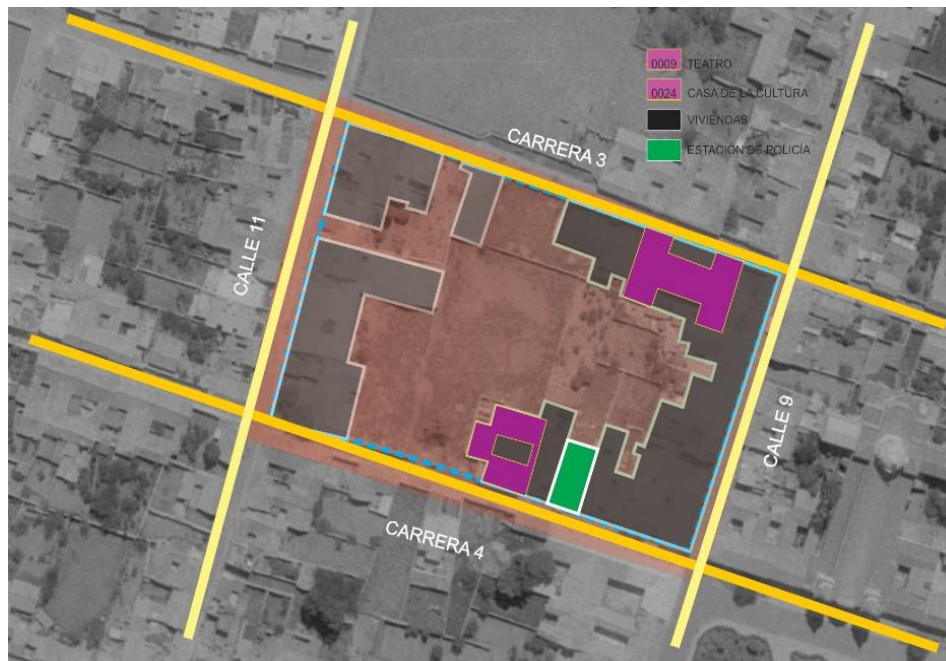 0009 TEATRO
0024 CASA DE LA CULTURA
VIVIENDAS
ESTACIÓN DE POLICÍA
CARRERA 3
CALLE 11
CALLE 9
CARRERA 4